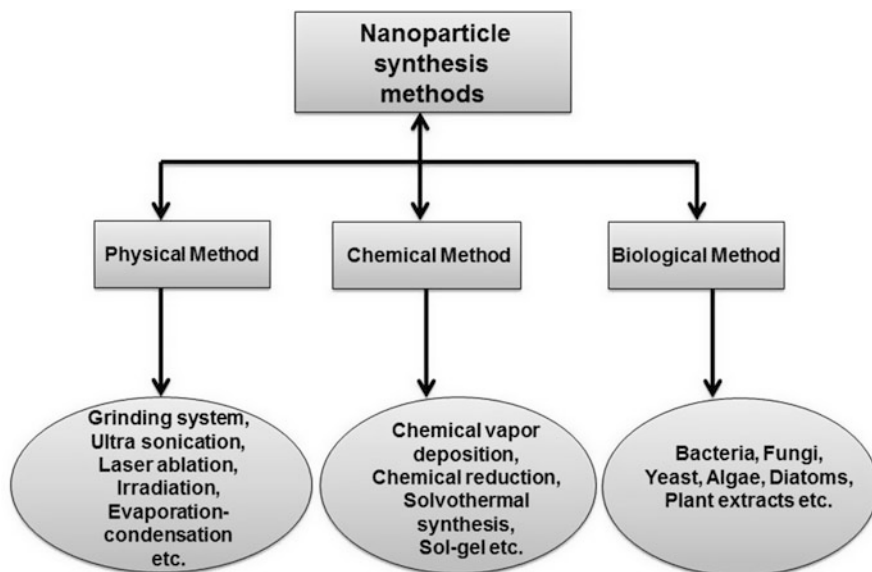 Nanoparticle
synthesis
methods
Physical Method
Chemical Method
Biological Method
Grinding system,
Ultra sonication,
Laser ablation,
Irradiation,
Evaporation-
condensation
etc.
Chemical vapor
deposition,
Chemical reduction,
Solvothermal
synthesis,
Sol-gel etc.
Bacteria, Fungi,
Yeast, Algae, Diatoms,
Plant extracts etc.